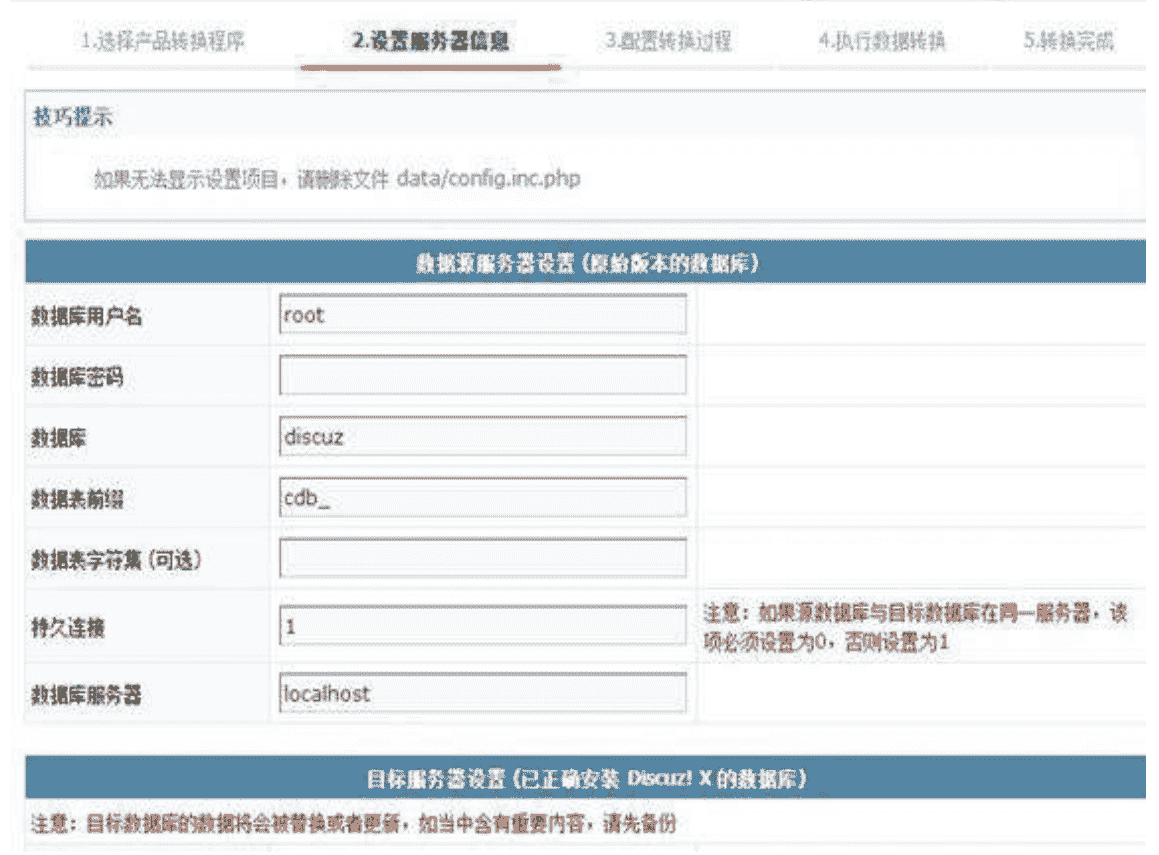 1.选择产品转换程序 2.设置服务器信息 3.配置转换过程 4.执行数据转换 5.转换完成
技巧提示
如果无法显示设置项目，请删除文件 data/config.inc.php
数据源服务器设置 (原始版本的数据库)
数据库用户名 root
数据库密码
数据库 discuz
数据表前缀 cdb_
数据表字符集 (可选)
持久连接 1 注意：如果源数据库与目标数据库在同一服务器，该
项必须设置为0，否则设置为1
数据库服务器 localhost
目标服务器设置 (已正确安装 Discuz! X 的数据库)
注意：目标数据库的数据将会被替换或者更新，如当中含有重要内容，请先备份